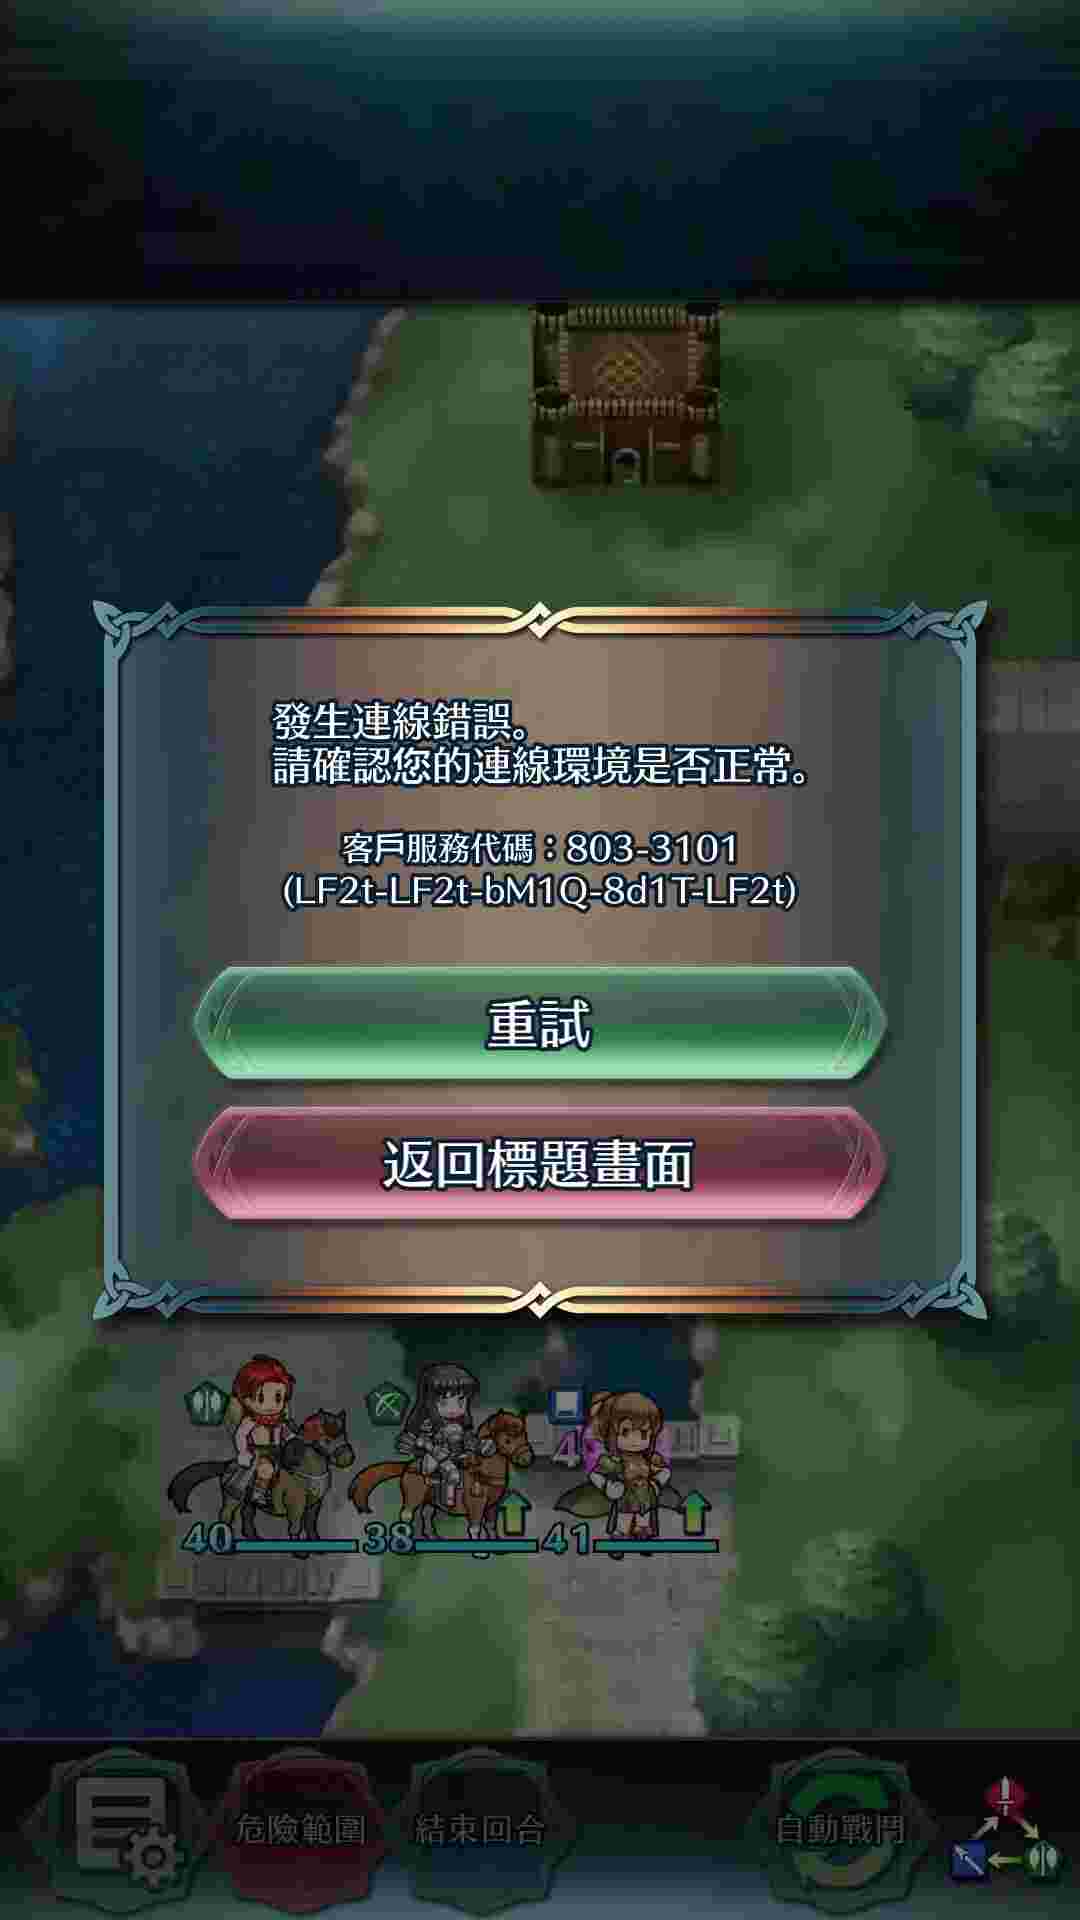 發生連線錯誤。
請確認您的連線環境是否正常。
客戶服務代碼：803-3101
(LF2t-LF2t-bM1Q-8d1T-LF2t)
重試
返回標題畫面
4
40
38
41
危險範圍
結束回合
自動戰鬥